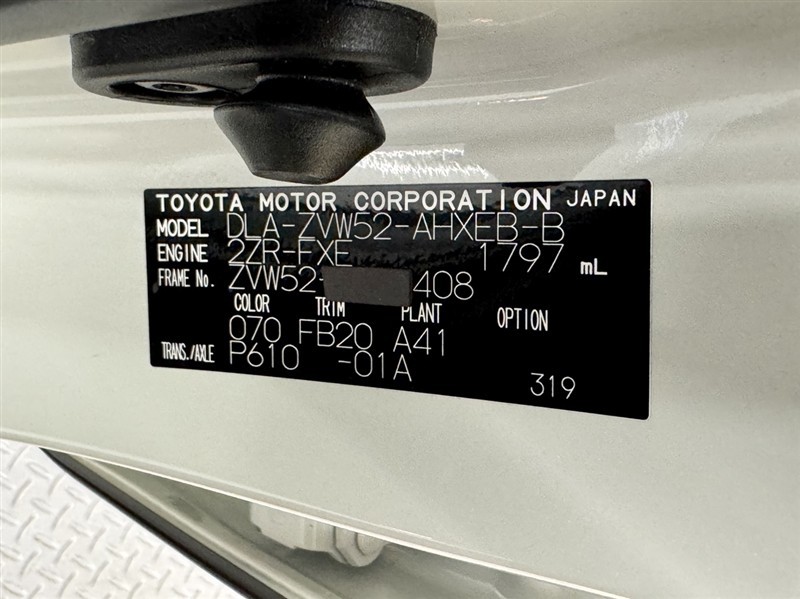 TOYOTA MOTOR CORPORATION JAPAN
MODEL DLA-ZVW52-AHXEB-B
ENGINE 2ZR-FXE 1797 mL
FRAME No. ZVW52- 408
COLOR TRIM PLANT OPTION
070 FB20 A41
TRANS./AXLE P610 -01A
319